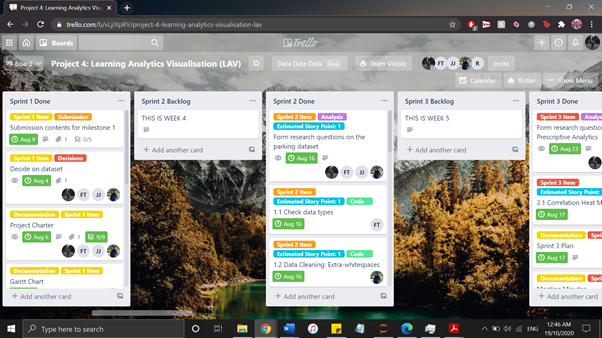 Project 4: Learning Analytics Visu
trello.com/b/vLjlXpRV/project-4-learning-analytics-visualisation-lav
Boards
Trello
Board
Project 4: Learning Analytics Visualisation (LAV)
Data Data Data
Free
Team Visible
FT
JJ
R
Invite
Calendar
Butler
Show Menu
Sprint 1 Done
Sprint 1 Item
Submission
Submission contents for milestone 1
Aug 9
1
0/5
Sprint 1 Item
Decisions
Decide on dataset
Aug 4
1
FT
JJ
Documentation
Sprint 1 Item
Project Charter
Aug 6
1
9/9
FT
JJ
Documentation
Sprint 1 Item
Gantt Chart
+ Add another card
Sprint 2 Backlog
THIS IS WEEK 4
+ Add another card
Sprint 2 Done
Sprint 2 Item
Analysis
Estimated Story Point: 1
Form research questions on the
parking dataset
Aug 16
FT
JJ
Sprint 2 Item
Estimated Story Point: 1
Code
1.1 Check data types
Aug 16
FT
Sprint 2 Item
Estimated Story Point: 1
Code
1.2 Data Cleaning: Extra-whitespaces
Aug 16
+ Add another card
Sprint 3 Backlog
THIS IS WEEK 5
+ Add another card
Sprint 3 Done
Sprint 3 Item
Analy
Form research question
Prescriptive Analytics
Aug 23
Sprint 3 Item
Estimated Story Point:
2.1 Correlation Heat M
Aug 17
Documentation
Sprint
Sprint 3 Plan
Aug 17
Documentation
Sprint
Meeting Minutes
+ Add another card
Type here to search
ENG
12:46 AM
19/10/2020